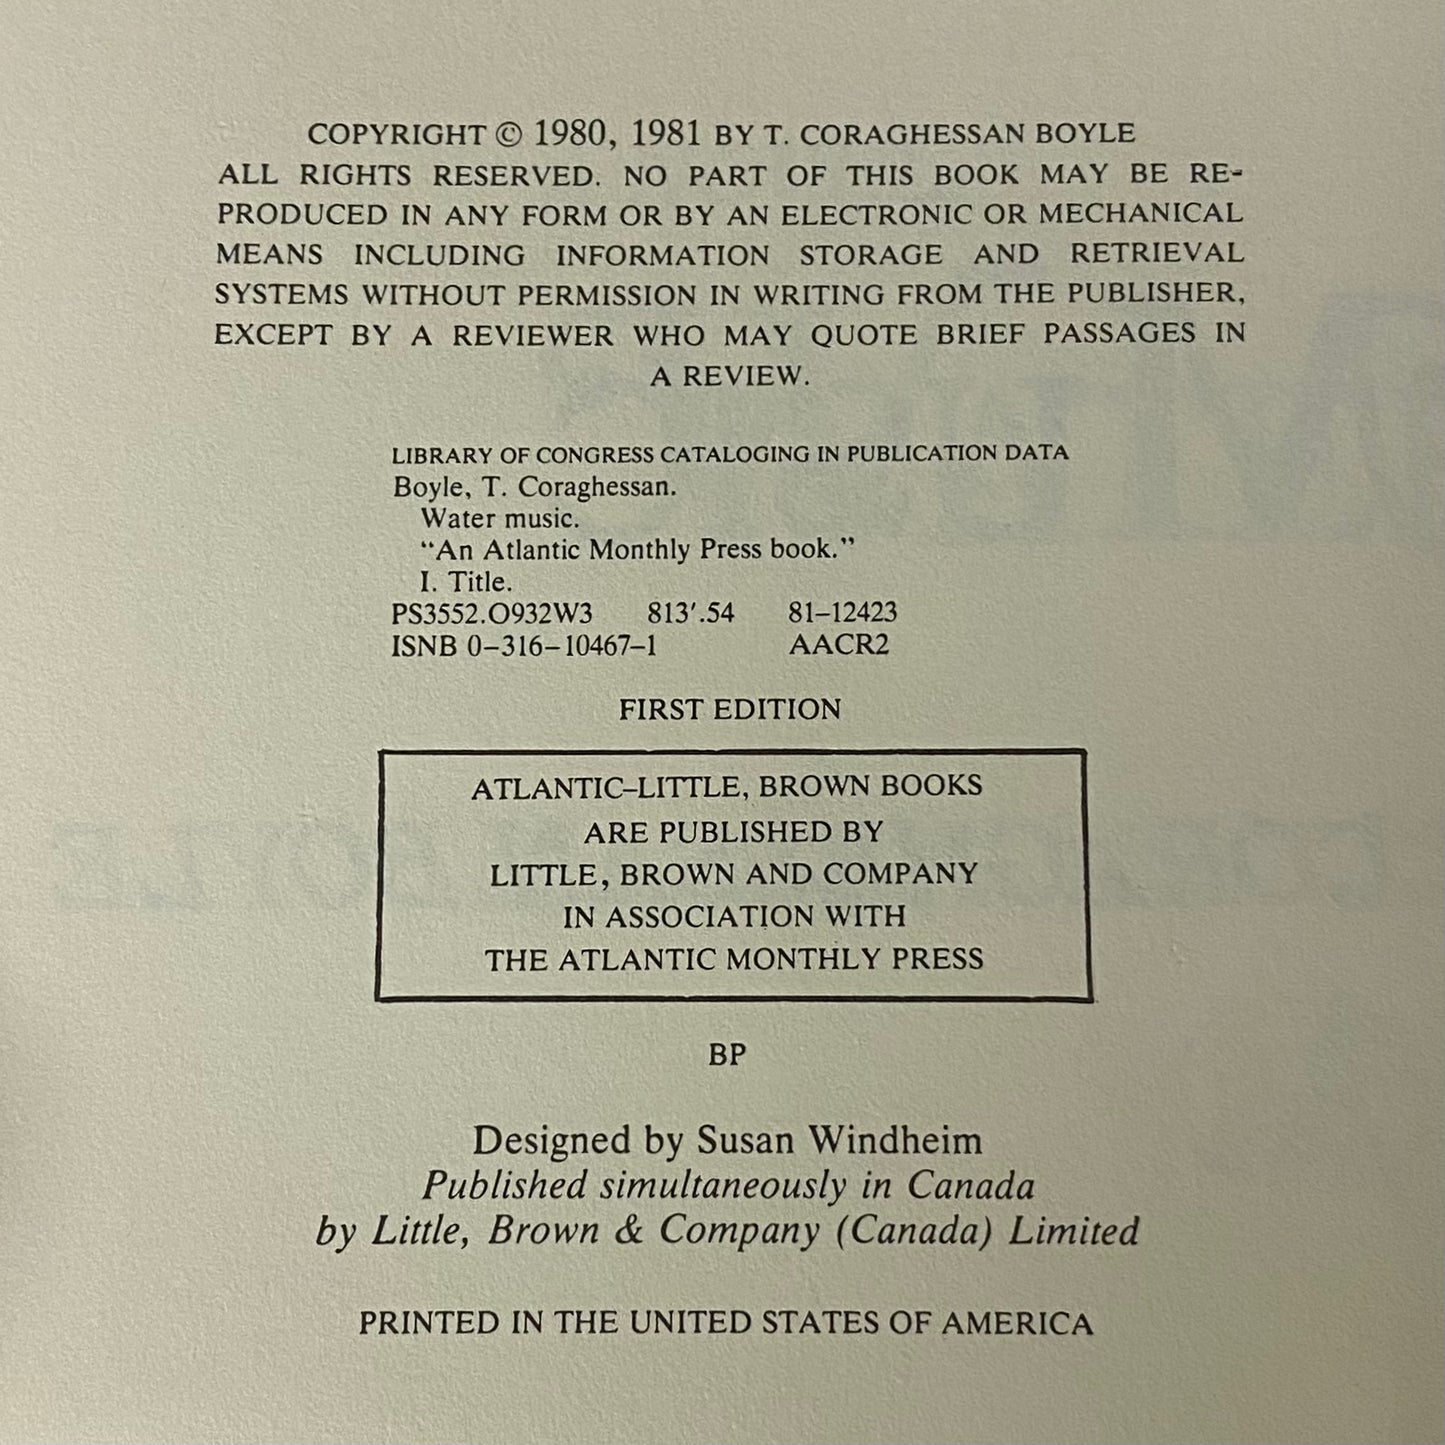 COPYRIGHT © 1980, 1981 BY T. CORAGHESSAN BOYLE
ALL RIGHTS RESERVED. NO PART OF THIS BOOK MAY BE RE-
PRODUCED IN ANY FORM OR BY AN ELECTRONIC OR MECHANICAL
MEANS INCLUDING INFORMATION STORAGE AND RETRIEVAL
SYSTEMS WITHOUT PERMISSION IN WRITING FROM THE PUBLISHER,
EXCEPT BY A REVIEWER WHO MAY QUOTE BRIEF PASSAGES IN
A REVIEW.
LIBRARY OF CONGRESS CATALOGING IN PUBLICATION DATA
Boyle, T. Coraghessan.
Water music.
“An Atlantic Monthly Press book.”
I. Title.
PS3552.O932W3 813′.54 81–12423
ISNB 0–316–10467–1 AACR2
FIRST EDITION
ATLANTIC–LITTLE, BROWN BOOKS
ARE PUBLISHED BY
LITTLE, BROWN AND COMPANY
IN ASSOCIATION WITH
THE ATLANTIC MONTHLY PRESS
BP
Designed by Susan Windheim
Published simultaneously in Canada
by Little, Brown & Company (Canada) Limited
PRINTED IN THE UNITED STATES OF AMERICA